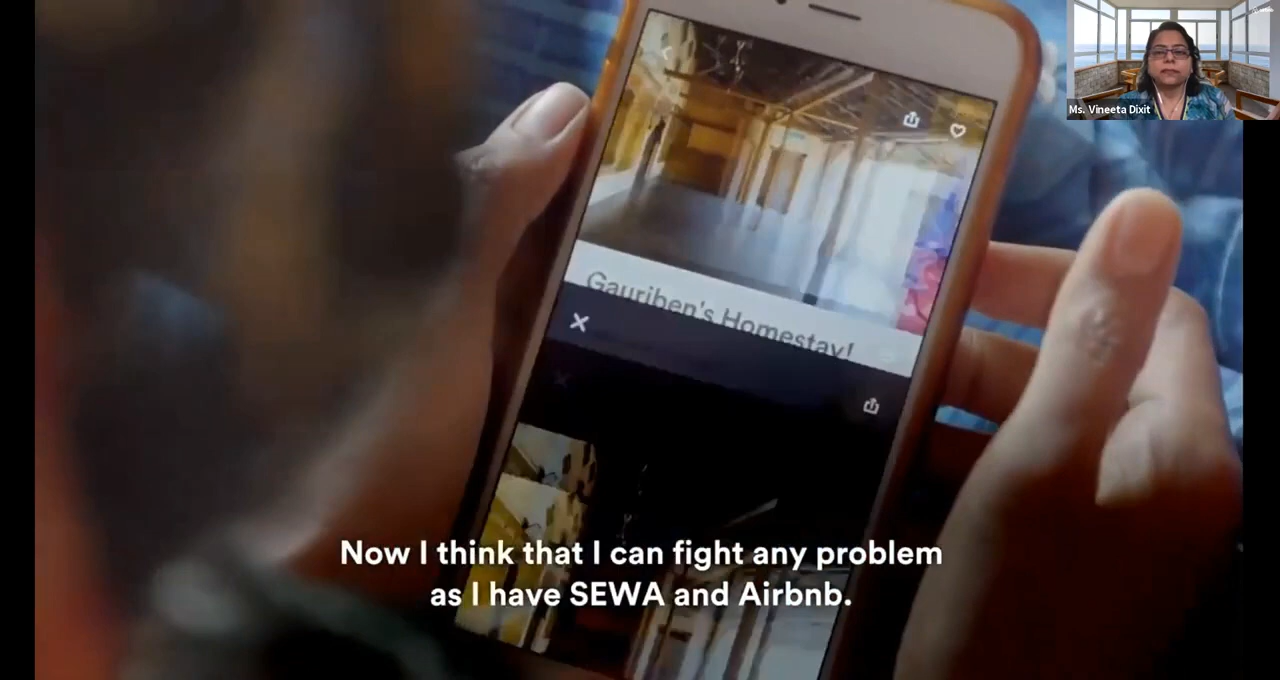 Ms. Vineeta Dixit
Gauriben's Homestay!
Now I think that I can fight any problem
as I have SEWA and Airbnb.